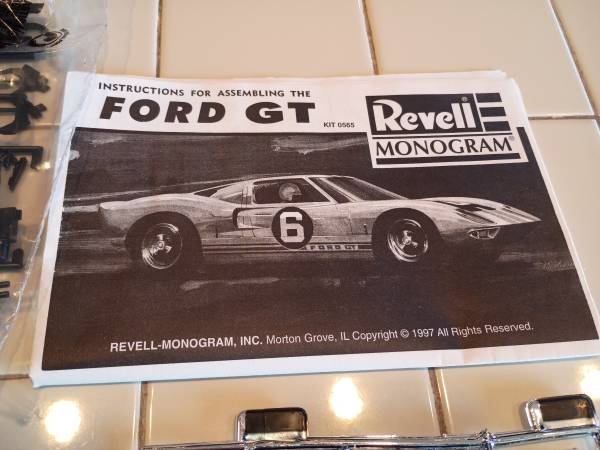 INSTRUCTIONS FOR ASSEMBLING THE
FORD GT
KIT 0565
Revell
MONOGRAM®
6
FORD GT
REVELL-MONOGRAM, INC. Morton Grove, IL Copyright © 1997 All Rights Reserved.